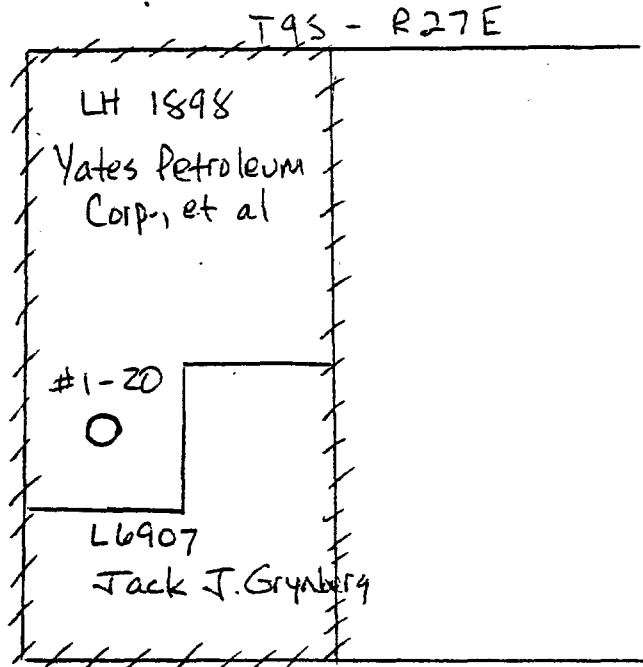 T9S - R27E
LH 1898
Yates Petroleum
Corp., et al
#1-20
L6907
Jack J. Grynberg